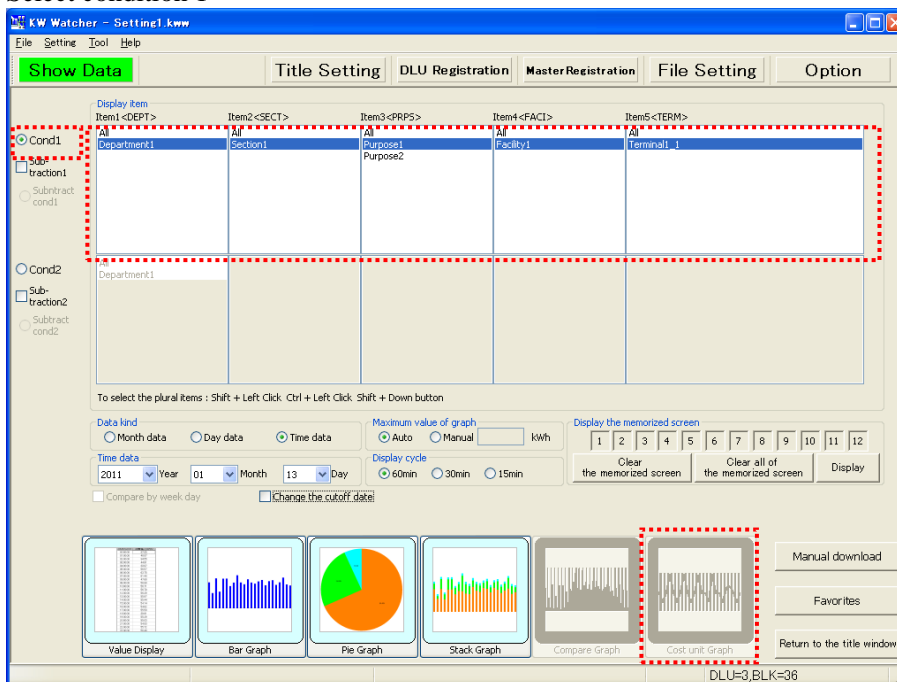 KW Watcher - Setting1.kww
File Setting Tool Help
Show Data Title Setting DLU Registration MasterRegistration File Setting Option
Display item
Item1<DEPT> Item2<SECT> Item3<PRPS> Item4<FACI> Item5<TERM>
All All All All All
Cond1 Department1 Section1 Purpose1 Facility1 Terminal1_1
Purpose2
Sub-
traction1
Subntract
cond1
Cond2
All
Department1
Sub-
traction2
Subtract
cond2
To select the plural items : Shift + Left Click Ctrl + Left Click Shift + Down button
Data kind Maximum value of graph Display the memorized screen
Month data Day data Time data Auto Manual kWh 1 2 3 4 5 6 7 8 9 10 11 12
Time data Display cycle
2011 Year 01 Month 13 Day 60min 30min 15min
Clear
the memorized screen
Clear all of
the memorized screen
Display
Compare by week day Change the cutoff date
Manual download
Favorites
Return to the title window
Value Display Bar Graph Pie Graph Stack Graph Compare Graph Cost unit Graph
DLU=3,BLK=36